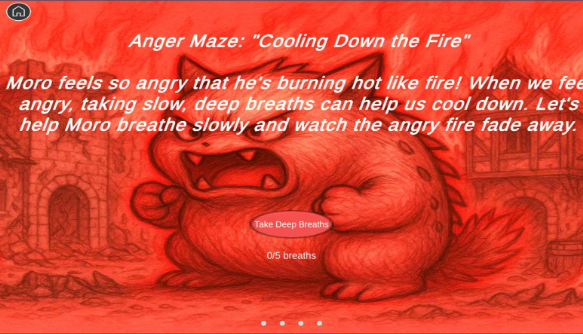 Anger Maze: "Cooling Down the Fire"
Moro feels so angry that he's burning hot like fire! When we fee
angry, taking slow, deep breaths can help us cool down. Let's
help Moro breathe slowly and watch the angry fire fade away.
Take Deep Breaths
0/5 breaths